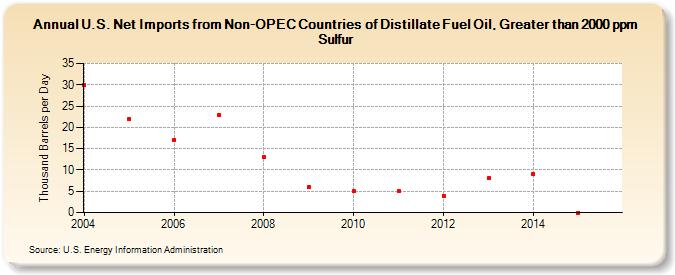 Annual U.S. Net Imports from Non-OPEC Countries of Distillate Fuel Oil, Greater than 2000 ppm
Sulfur
Thousand Barrels per Day
35
30
25
20
15
10
5
0
2004 2006 2008 2010 2012 2014
Source: U.S. Energy Information Administration